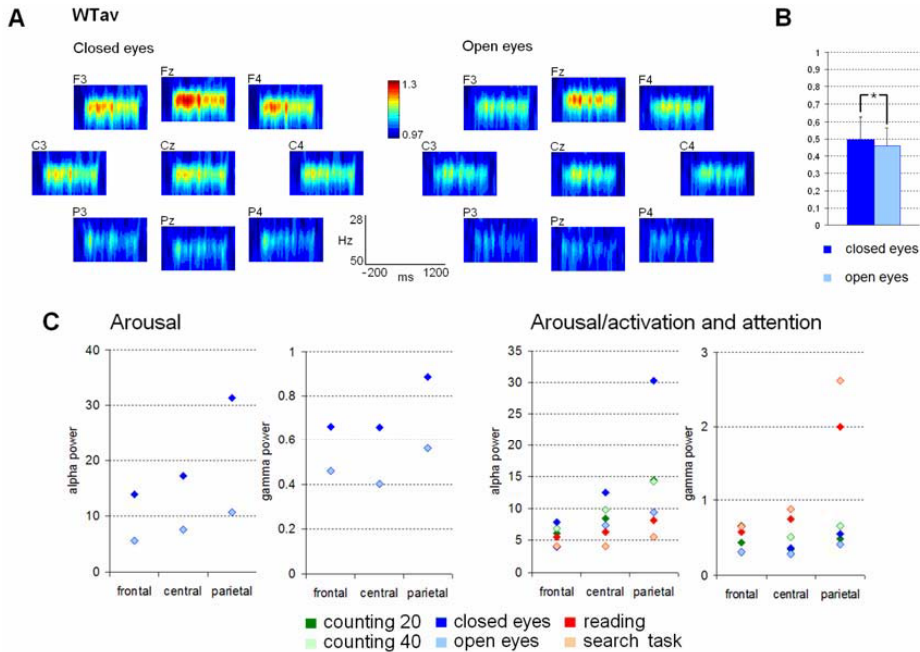 A
WTav
Closed eyes
Open eyes
F3
Fz
F4
C3
Cz
C4
P3
Pz
P4
1.3
0.97
F3
Fz
F4
C3
Cz
C4
P3
Pz
P4
28
Hz
50
-200
ms
1200
B
1
0.9
0.8
0.7
0.6
0.5
0.4
0.3
0.2
0.1
0
*
closed eyes
open eyes
C
Arousal
40
30
20
10
0
alpha power
frontal central parietal
1
0.8
0.6
0.4
0.2
0
gamma power
frontal central parietal
Arousal/activation and attention
35
30
25
20
15
10
5
0
alpha power
frontal central parietal
3
2
1
0
gamma power
frontal central parietal
counting 20 closed eyes reading
counting 40 open eyes search task